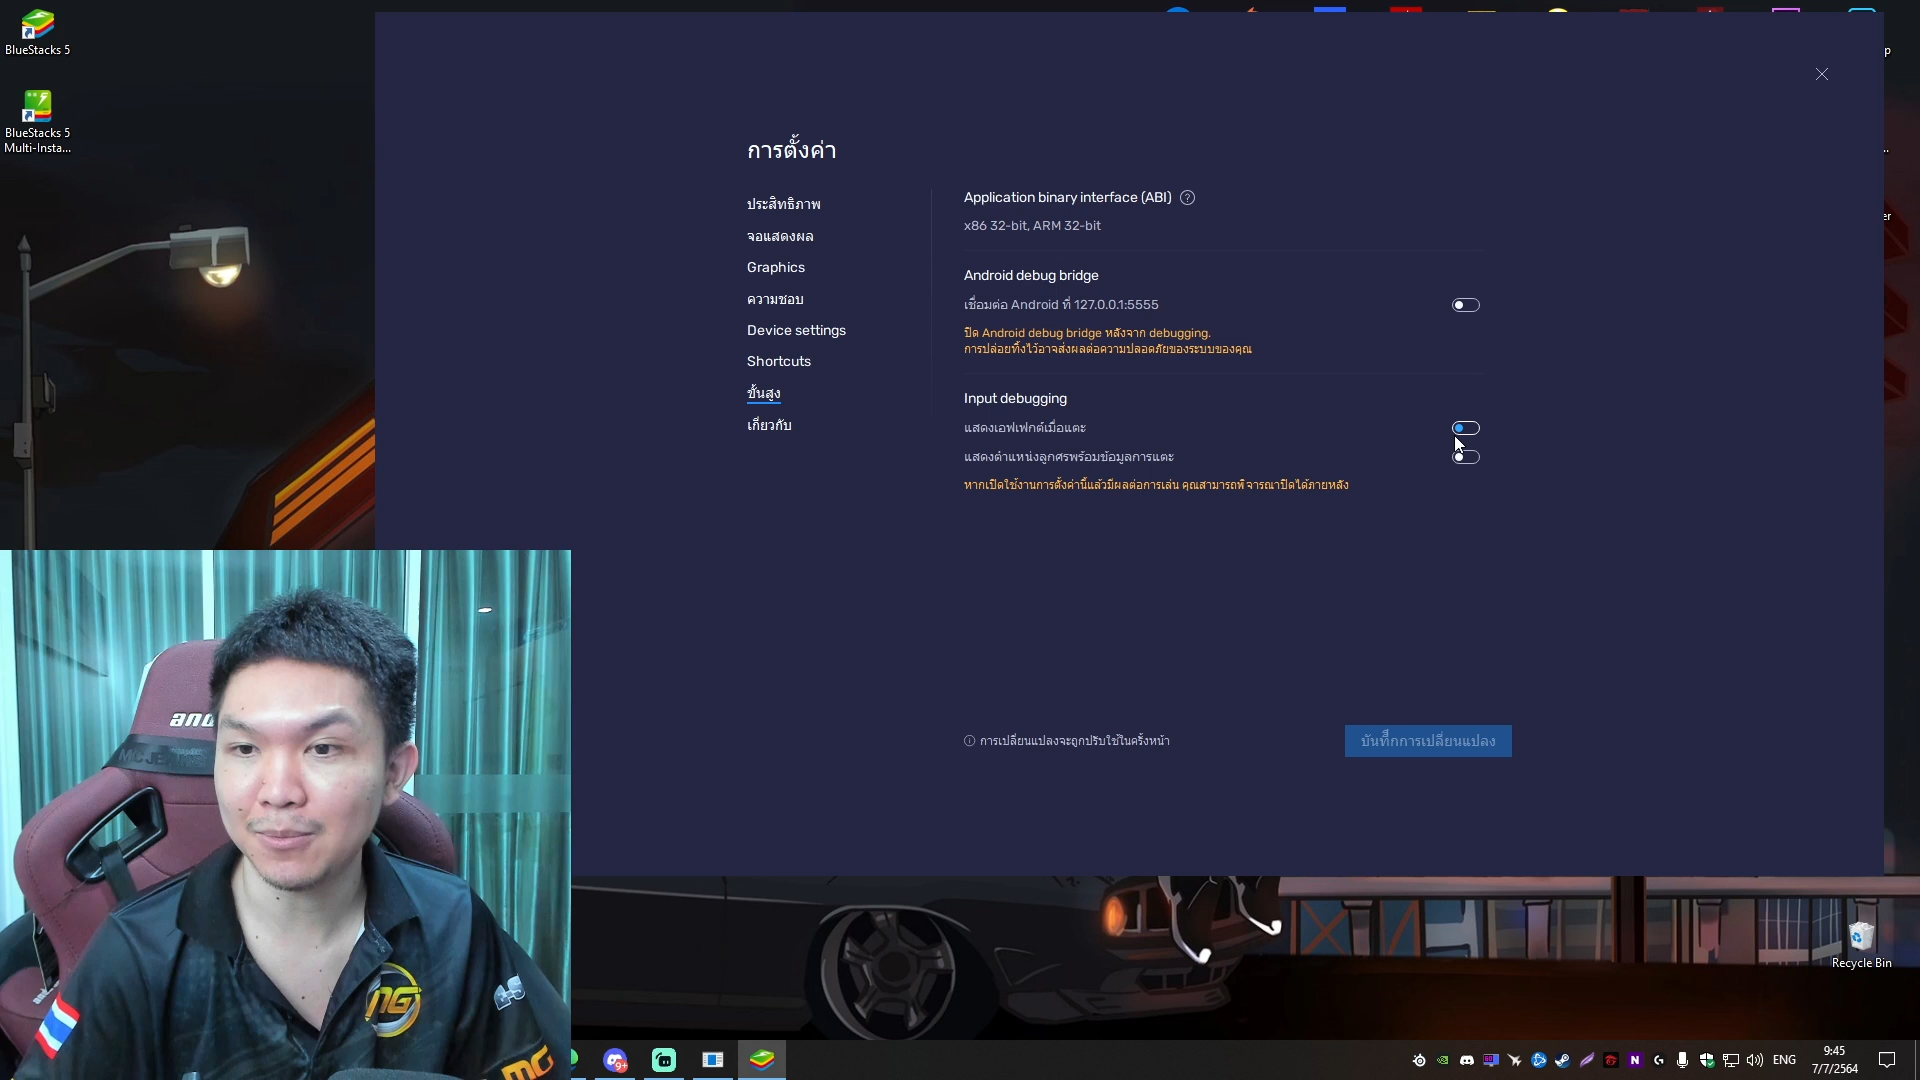 BlueStacks 5
BlueStacks 5
Multi-Insta...
การตั้งค่า
ประสิทธิภาพ
จอแสดงผล
Graphics
ความชอบ
Device settings
Shortcuts
ขั้นสูง
เกี่ยวกับ
Application binary interface (ABI) ?
x86 32-bit, ARM 32-bit
Android debug bridge
เชื่อมต่อ Android ที่ 127.0.0.1:5555
ปิด Android debug bridge หลังจาก debugging.
การปล่อยทิ้งไว้อาจส่งผลต่อความปลอดภัยของระบบของคุณ
Input debugging
แสดงเอฟเฟกต์เมื่อแตะ
แสดงตำแหน่งลูกศรพร้อมข้อมูลการแตะ
หากเปิดใช้งานการตั้งค่านี้แล้วมีผลต่อการเล่น คุณสามารถพิจารณาปิดได้ภายหลัง
การเปลี่ยนแปลงจะถูกปรับใช้ในครั้งหน้า
บันทึกการเปลี่ยนแปลง
p
er
Recycle Bin
and
NG
MG
9+
N
ENG
9:45
7/7/2564